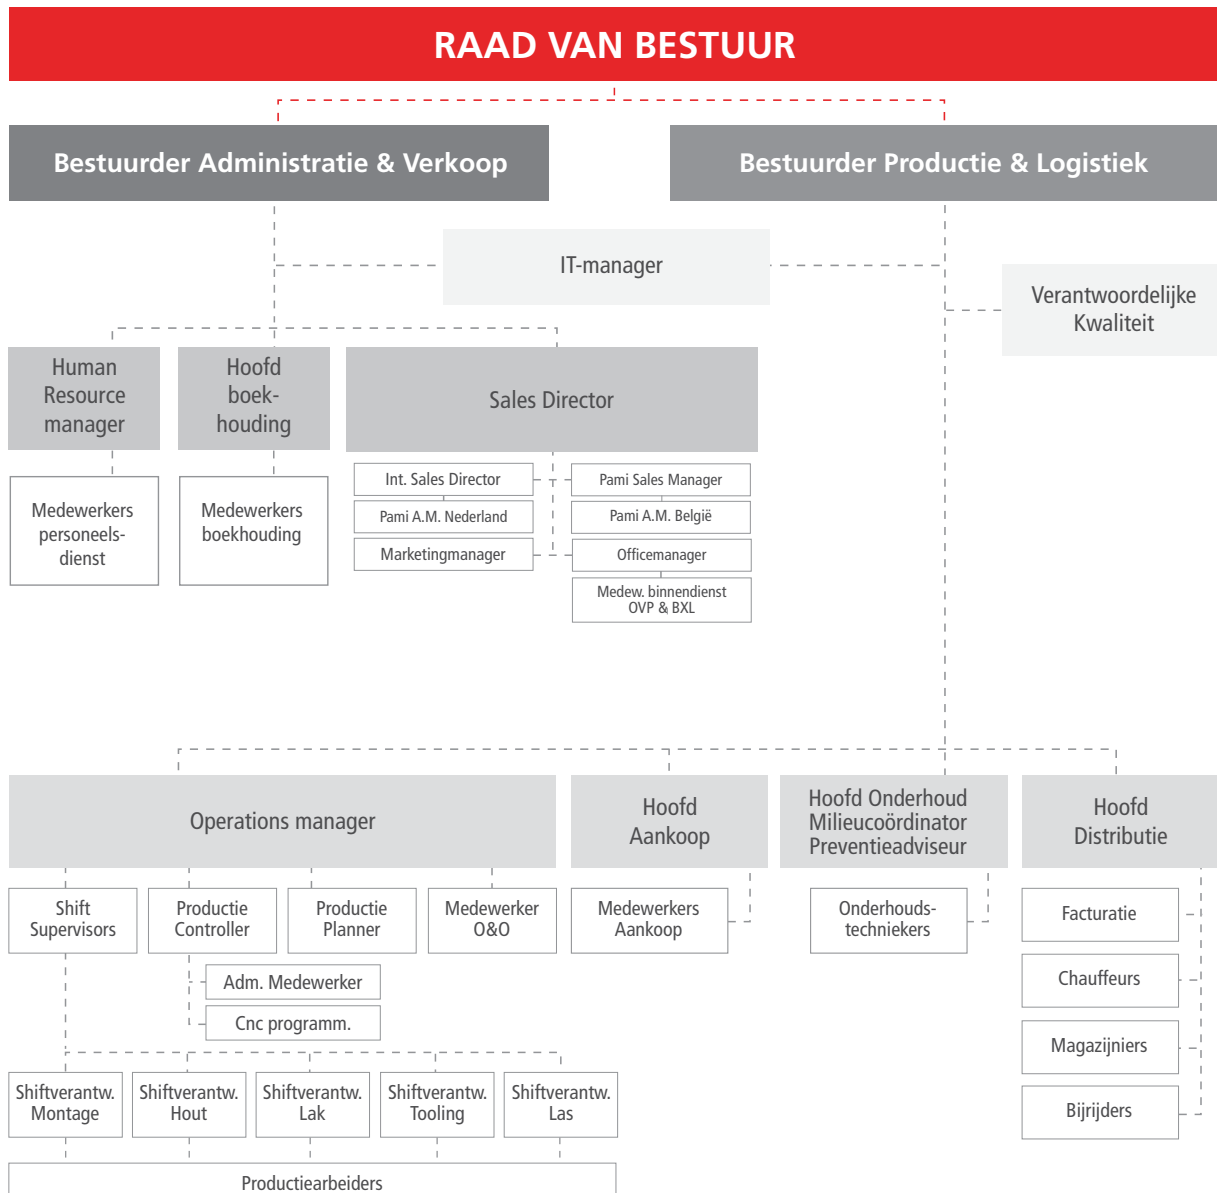 RAAD VAN BESTUUR
Bestuurder Administratie & Verkoop
Bestuurder Productie & Logistiek
IT-manager
Verantwoordelijke
Kwaliteit
Human
Resource
manager
Hoofd
boek-
houding
Sales Director
Medewerkers
personeels-
dienst
Medewerkers
boekhouding
Int. Sales Director
Pami Sales Manager
Pami A.M. Nederland
Pami A.M. België
Marketingmanager
Officemanager
Medew. binnendienst
OVP & BXL
Operations manager
Hoofd
Aankoop
Hoofd Onderhoud
Milieucoördinator
Preventieadviseur
Hoofd
Distributie
Shift
Supervisors
Productie
Controller
Productie
Planner
Medewerker
O&O
Medewerkers
Aankoop
Onderhouds-
techniekers
Facturatie
Adm. Medewerker
Chauffeurs
Cnc programm.
Magazijniers
Bijrijders
Shiftverantw.
Montage
Shiftverantw.
Hout
Shiftverantw.
Lak
Shiftverantw.
Tooling
Shiftverantw.
Las
Productiearbeiders